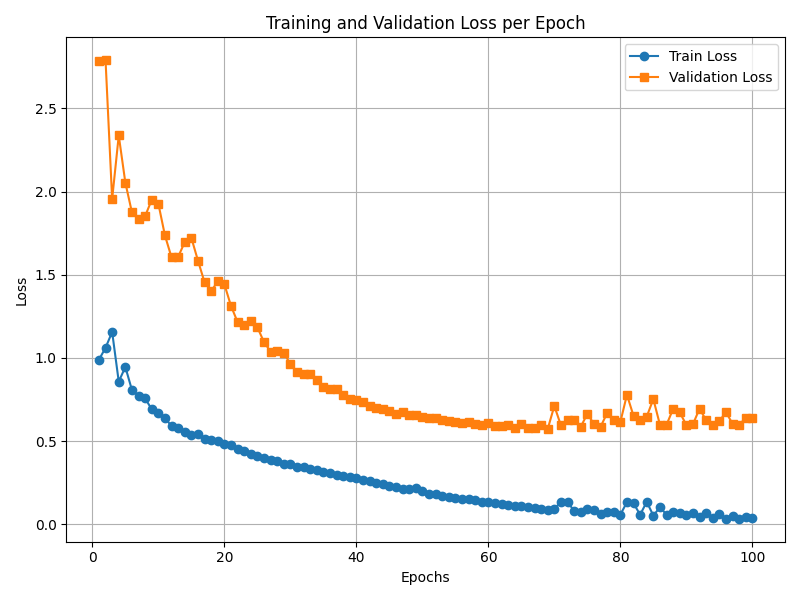 Training and Validation Loss per Epoch
Train Loss
Validation Loss
Loss
2.5
2.0
1.5
1.0
0.5
0.0
0 20 40 60 80 100
Epochs